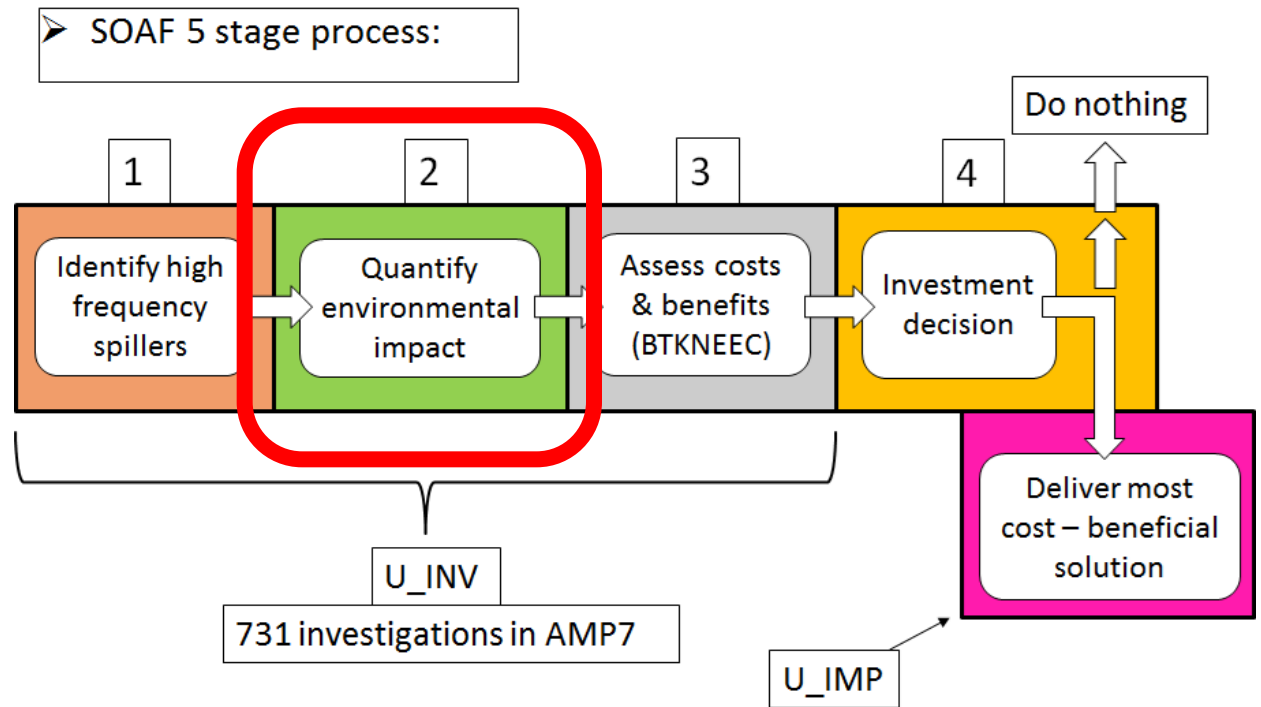 ➤ SOAF 5 stage process:
Do nothing
1
2
3
4
Identify high
frequency
spillers
Quantify
environmental
impact
Assess costs
& benefits
(BTKNEEC)
Investment
decision
Deliver most
cost – beneficial
solution
U_INV
731 investigations in AMP7
U_IMP